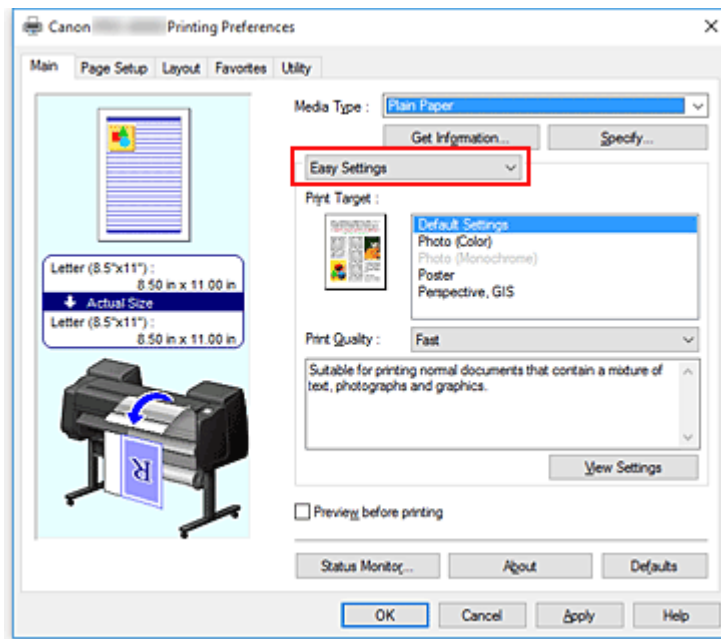 Canon Printing Preferences
Main Page Setup Layout Favorites Utility
Media Type : Plain Paper
Get Information... Specify...
Easy Settings
Print Target :
Default Settings
Photo (Color)
Photo (Monochrome)
Poster
Perspective, GIS
Letter (8.5"x11") :
8.50 in x 11.00 in
Actual Size
Letter (8.5"x11") :
8.50 in x 11.00 in
Print Quality : Fast
Suitable for printing normal documents that contain a mixture of
text, photographs and graphics.
R
View Settings
Preview before printing
Status Monitor... About Defaults
OK Cancel Apply Help